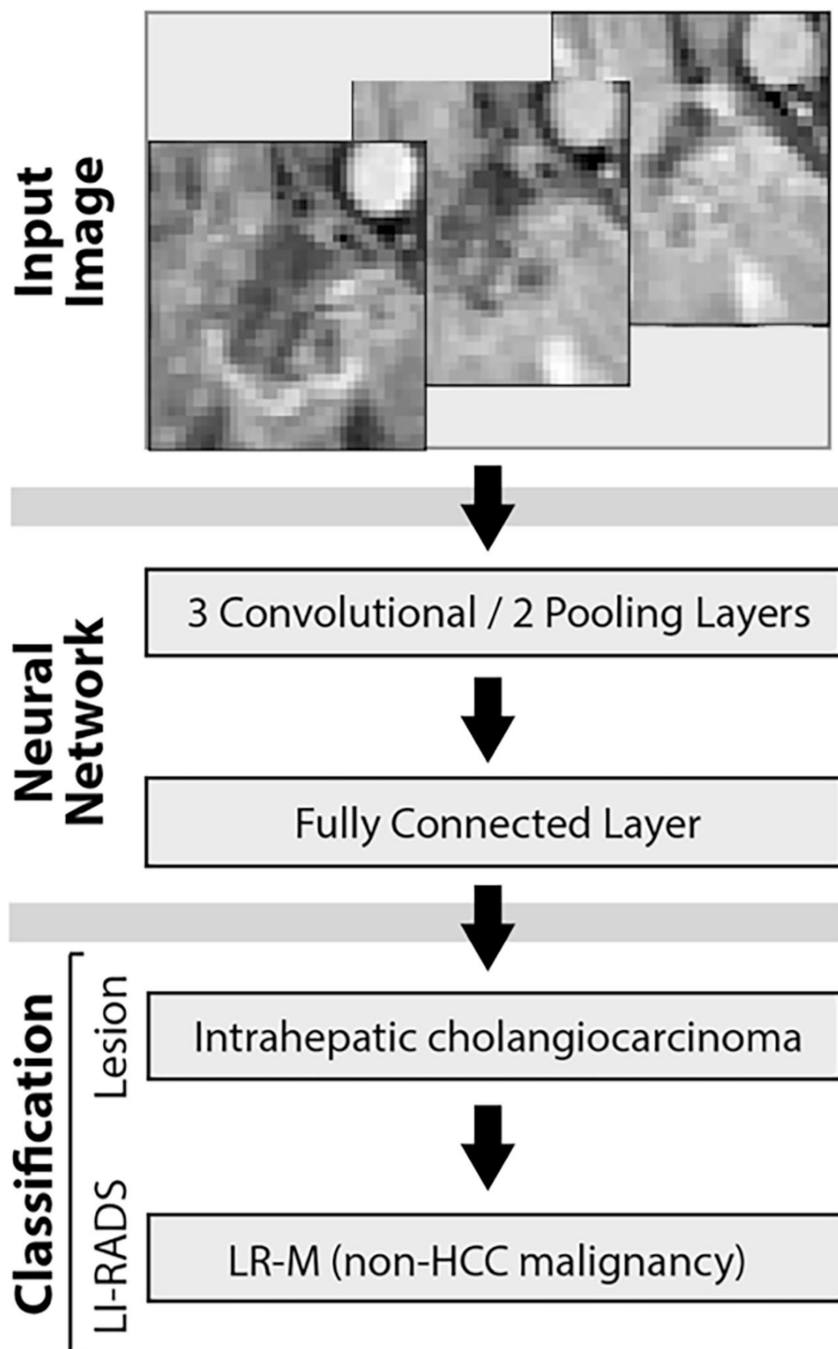 Input
Image
3 Convolutional / 2 Pooling Layers
Neural
Network
Fully Connected Layer
Classification
Lesion
Intrahepatic cholangiocarcinoma
LI-RADS
LR-M (non-HCC malignancy)